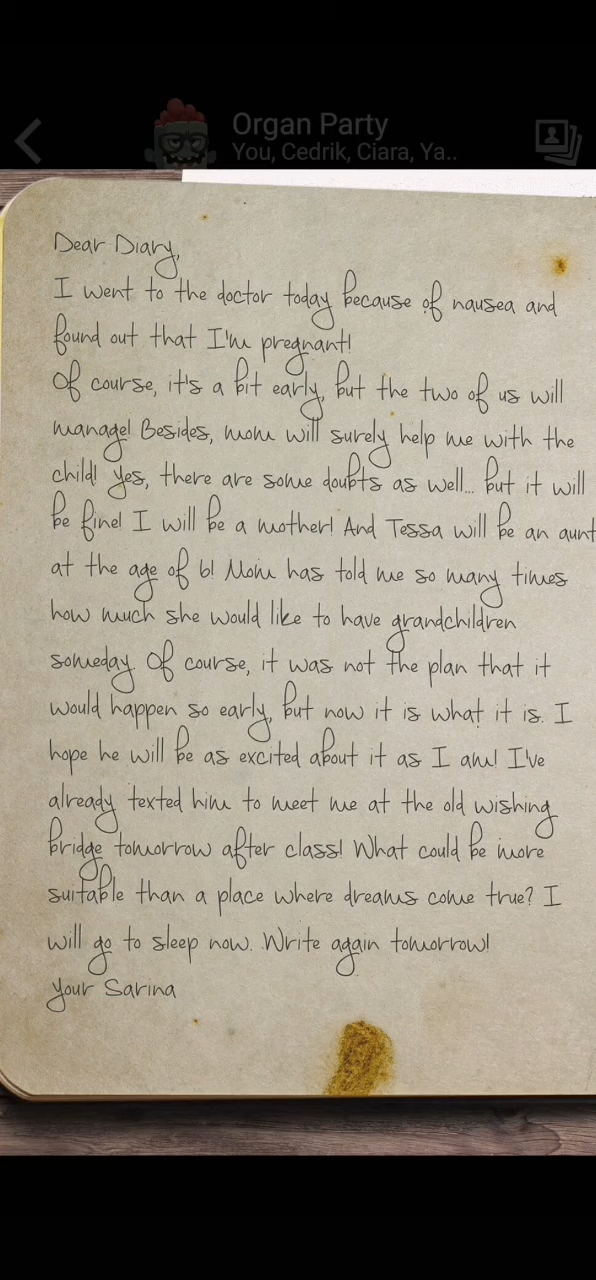 Organ Party
You, Cedrik, Ciara, Ya..
Dear Diary,
I went to the doctor today because of nausea and
found out that I'm pregnant!
Of course, it's a bit early, but the two of us will
manage! Besides, mom will surely help me with the
child! Yes, there are some doubts as well... but it will
be fine! I will be a mother! And Tessa will be an aunt
at the age of 6! Mom has told me so many times
how much she would like to have grandchildren
someday. Of course, it was not the plan that it
would happen so early, but now it is what it is. I
hope he will be as excited about it as I am! I've
already texted him to meet me at the old wishing
bridge tomorrow after class! What could be more
suitable than a place where dreams come true? I
will go to sleep now. Write again tomorrow!
Your Sarina